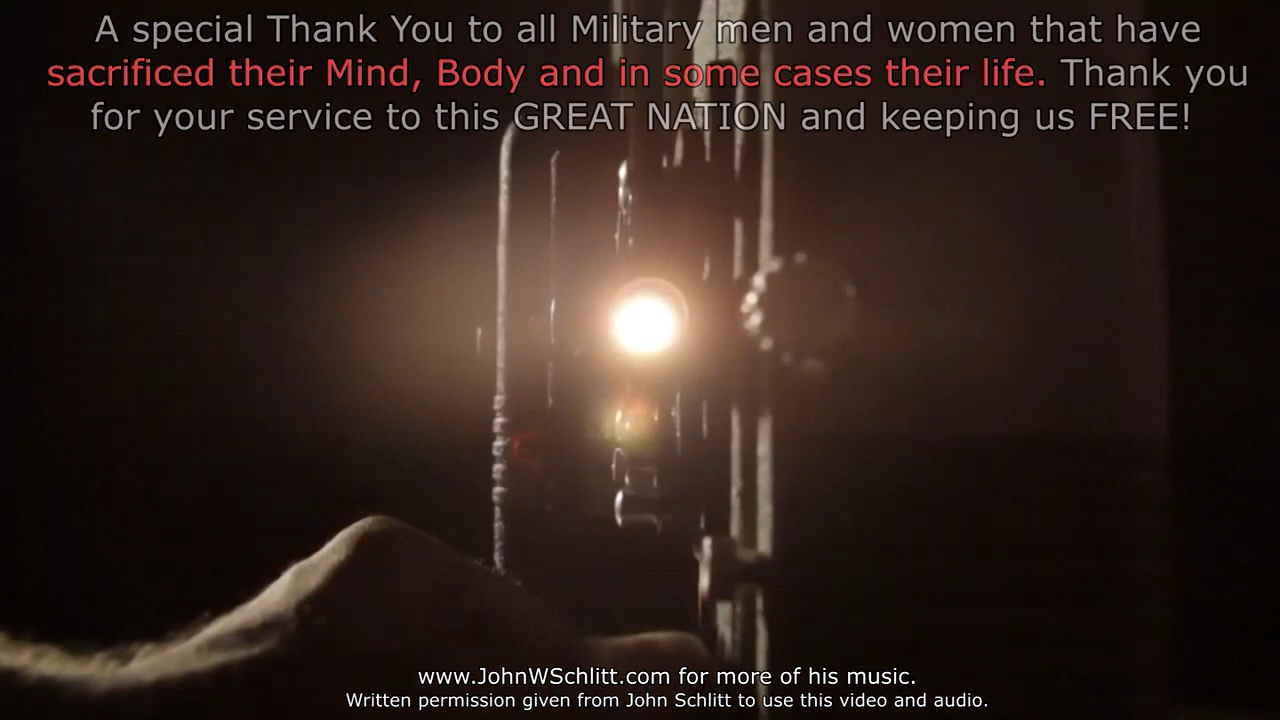 A special Thank You to all Military men and women that have
sacrificed their Mind, Body and in some cases their life. Thank you
for your service to this GREAT NATION and keeping us FREE!
www.JohnWSchlitt.com for more of his music.
Written permission given from John Schlitt to use this video and audio.